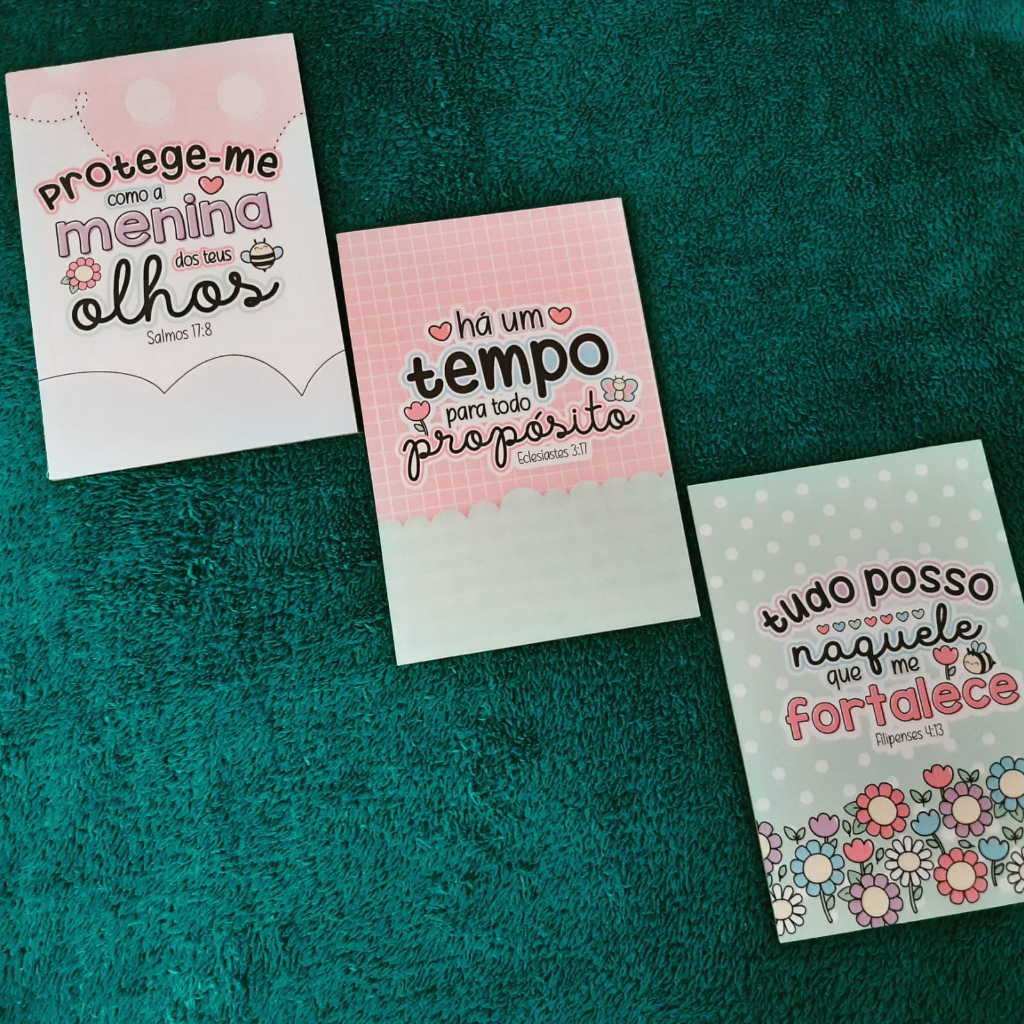 protege-me
como a
menina
dos teus
olhos
Salmos 17:8
há um
tempo
para todo
propósito
Eclesiastes 3:17
tudo posso
naquele
que me
fortalece
Filipenses 4:13